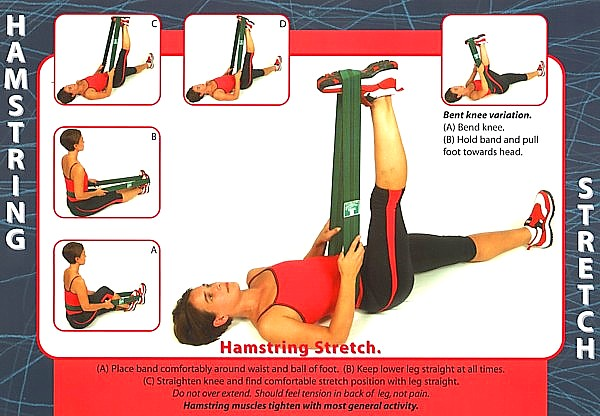 HAMSTRING
STRETCH
C
D
B
A
Bent knee variation.
(A) Bend knee.
(B) Hold band and pull
foot towards head.
Hamstring Stretch.
(A) Place band comfortably around waist and ball of foot. (B) Keep lower leg straight at all times.
(C) Straighten knee and find comfortable stretch position with leg straight.
Do not over extend. Should feel tension in back of leg, not pain.
Hamstring muscles tighten with most general activity.